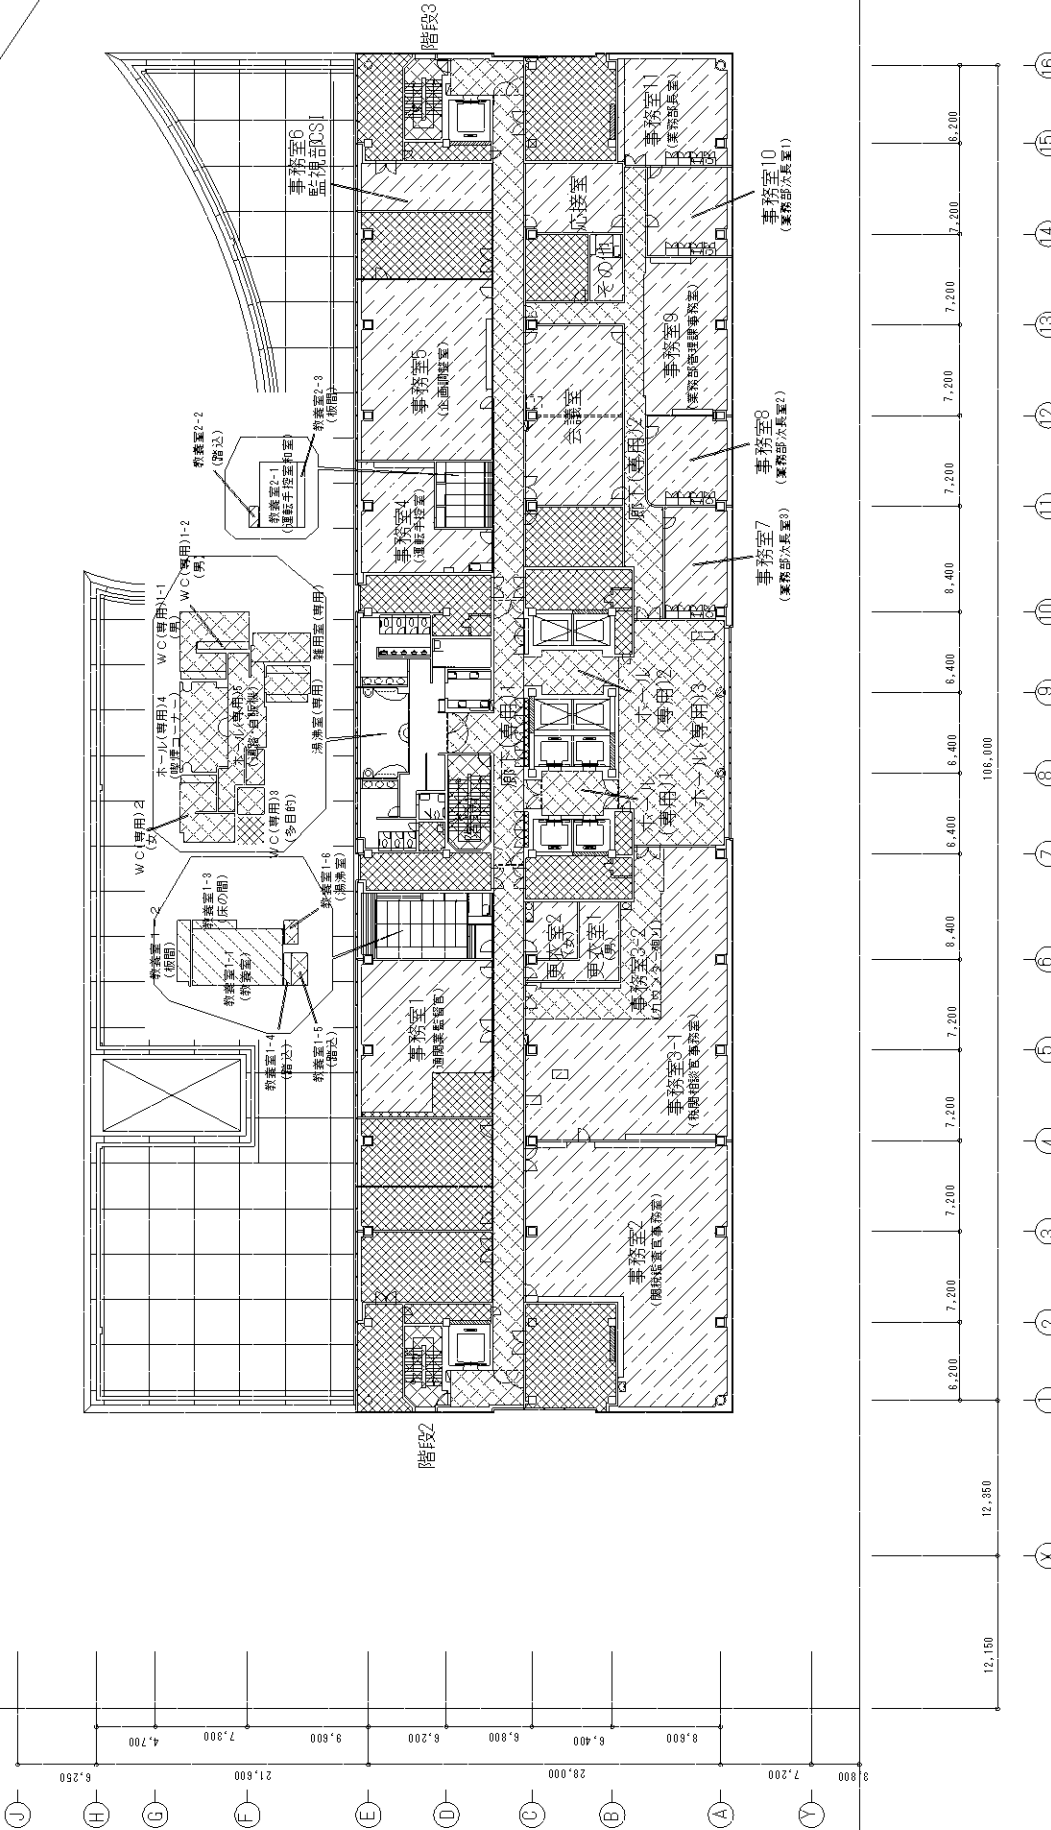 階段3
事務室6
監視部CSI
事務室11
(業務部長室)
事務室10
(業務部次長室1)
応接室
その他
事務室9
(業務部管理課事務室)
事務室5
(企画調整室)
会議室
廊下(専用)2
事務室8
(業務部次長室2)
事務室7
(業務部次長室3)
事務室4
(運転手控室)
教養室2-2
(踏込)
教養室2-1
(運転手控室和室)
教養室2-3
(板間)
WC(専用)1-2
(男)
WC(専用)1-1
(男)
雑用室(専用)
ホール(専用)4
(喫煙コーナー)
ホール(専用)5
湯沸室(専用)
WC(専用)2
(女)
WC(専用)3
(多目的)
廊下(専用)1
ホール
(専用)2
ホール(専用)3
ホール
(専用)1
教養室1-6
(湯沸室)
教養室1-3
(床の間)
教養室1-2
(板間)
教養室1-1
(教養室)
教養室1-4
(踏込)
教養室1-5
(踏込)
更衣室2
(女)
更衣室1
(男)
事務室3-2
事務室1
(通関業監督官)
事務室3-1
(税関相談官事務室)
事務室2
(関税鑑査官事務室)
階段2
6,200
7,200
7,200
7,200
7,200
8,400
6,400
6,400
6,400
8,400
7,200
7,200
7,200
7,200
6,200
106,000
12,350
12,150
16
15
14
13
12
11
10
9
8
7
6
5
4
3
2
1
X
4,700
7,300
9,600
6,200
6,800
6,400
8,600
6,250
21,600
28,000
7,200
3,800
J
H
G
F
E
D
C
B
A
Y